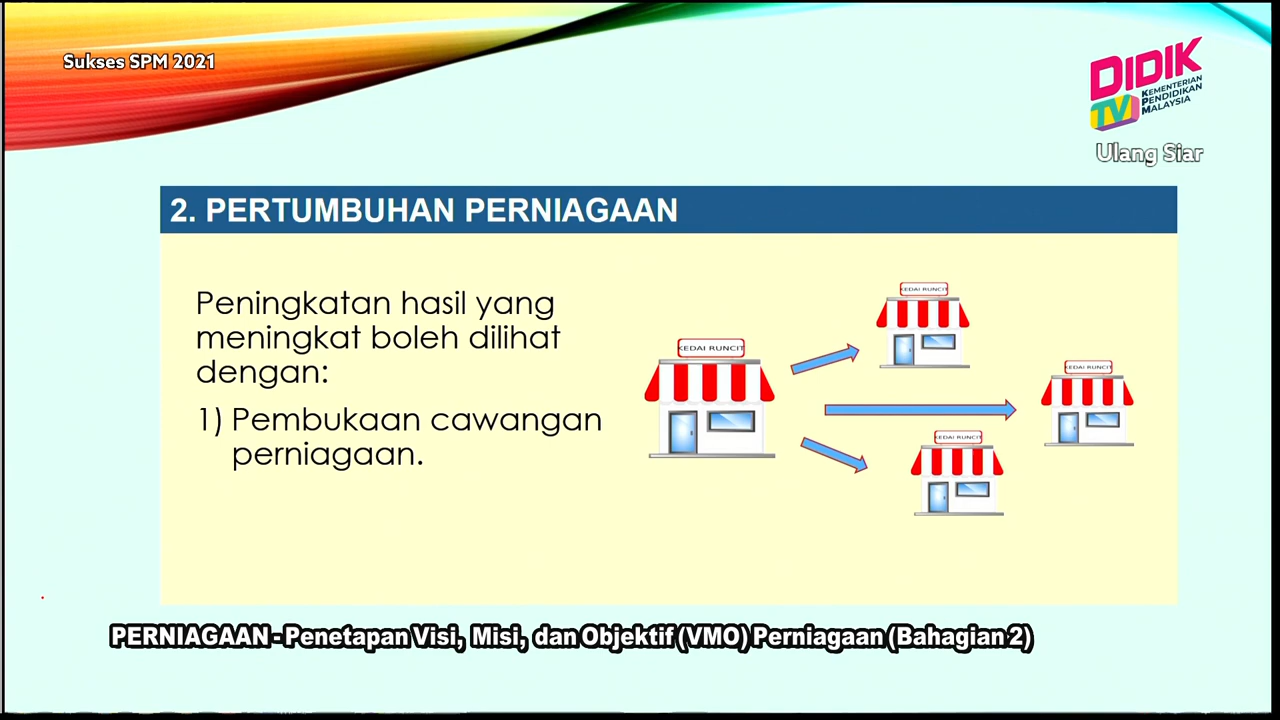 Sukses SPM 2021
DIDIK
TV
KEMENTERIAN
PENDIDIKAN
MALAYSIA
Ulang Siar
2. PERTUMBUHAN PERNIAGAAN
Peningkatan hasil yang
meningkat boleh dilihat
dengan:
1) Pembukaan cawangan
perniagaan.
KEDAI RUNCIT
KEDAI RUNCIT
KEDAI RUNCIT
KEDAI RUNCIT
PERNIAGAAN - Penetapan Visi, Misi, dan Objektif (VMO) Perniagaan (Bahagian 2)